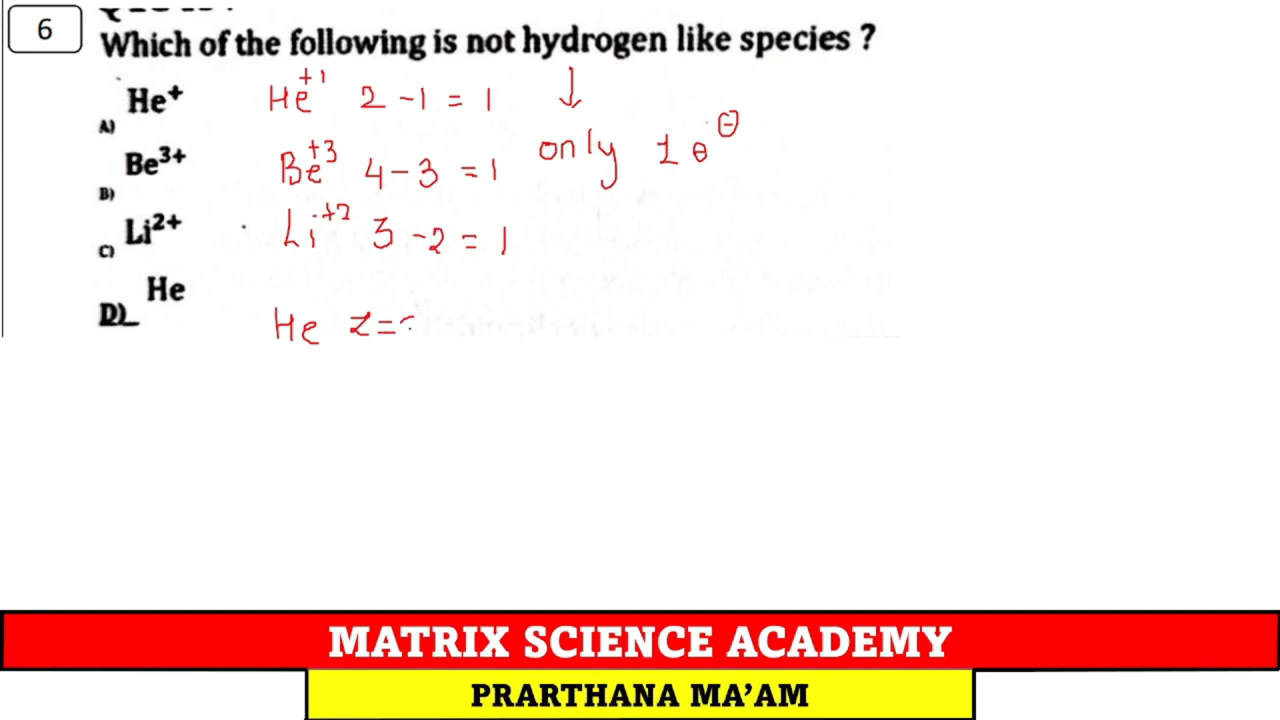 6
Which of the following is not hydrogen like species ?
A) He⁺
He⁺¹ 2 - 1 = 1
↓
only 1 e⊖
B) Be³⁺
Be⁺³ 4 - 3 = 1
C) Li²⁺
Li⁺² 3 - 2 = 1
D) He
He Z =
MATRIX SCIENCE ACADEMY
PRARTHANA MA’AM